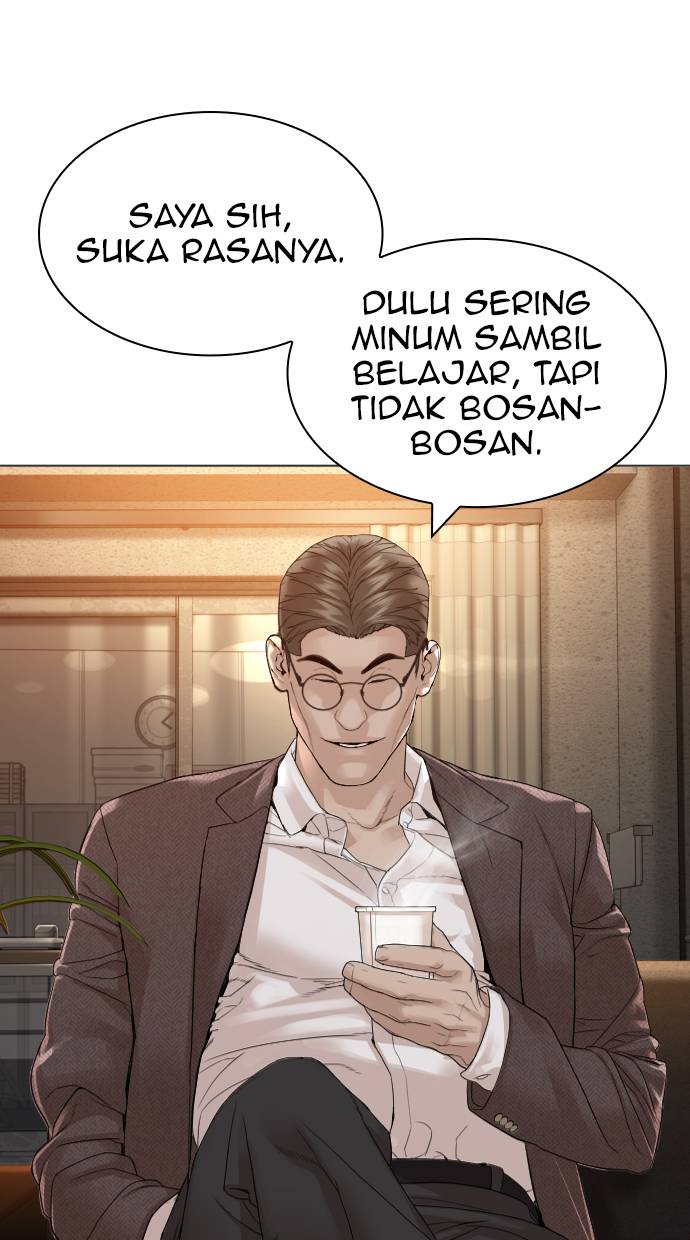 SAYA SIH,
SUKA RASANYA.
DULU SERING
MINUM SAMBIL
BELAJAR, TAPI
TIDAK BOSAN-
BOSAN.